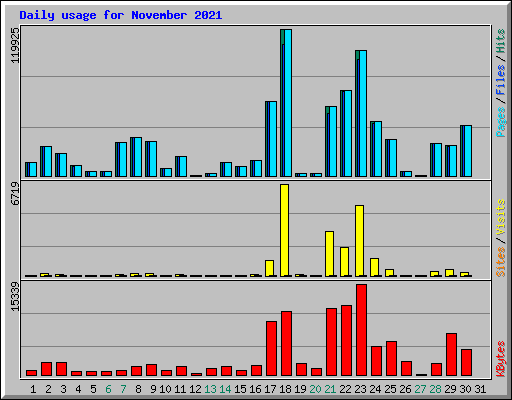 Daily usage for November 2021
119925
6719
15339
Pages / Files / Hits
Sites / Visits
KBytes
1 2 3 4 5 6 7 8 9 10 11 12 13 14 15 16 17 18 19 20 21 22 23 24 25 26 27 28 29 30 31